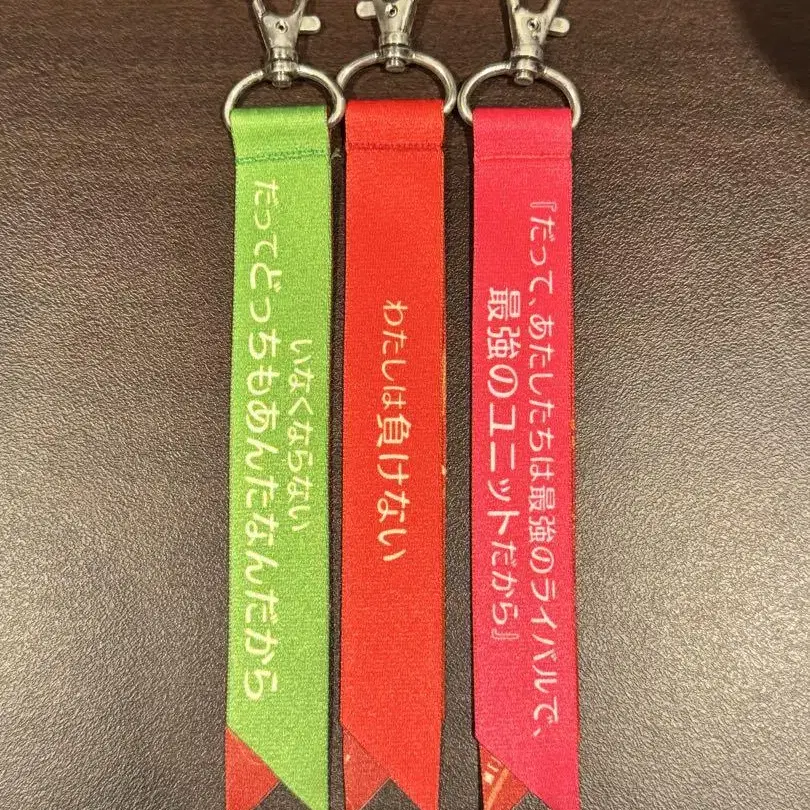 いなくならない
だってどっちもあんたなんだから
わたしは負けない
『だって、あたしたちは最強のライバルで、
最強のユニットだから』